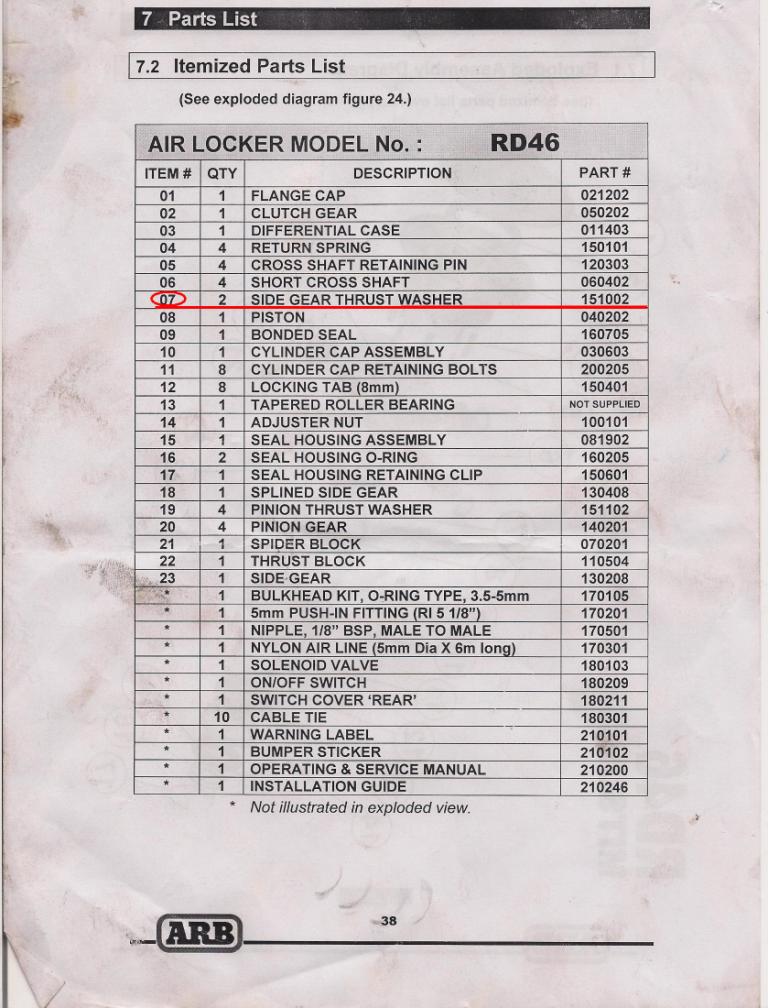 7 Parts List
7.2 Itemized Parts List
(See exploded diagram figure 24.)
AIR LOCKER MODEL No. : RD46
ITEM # QTY DESCRIPTION PART #
01 1 FLANGE CAP 021202
02 1 CLUTCH GEAR 050202
03 1 DIFFERENTIAL CASE 011403
04 4 RETURN SPRING 150101
05 4 CROSS SHAFT RETAINING PIN 120303
06 4 SHORT CROSS SHAFT 060402
07 2 SIDE GEAR THRUST WASHER 151002
08 1 PISTON 040202
09 1 BONDED SEAL 160705
10 1 CYLINDER CAP ASSEMBLY 030603
11 8 CYLINDER CAP RETAINING BOLTS 200205
12 8 LOCKING TAB (8mm) 150401
13 1 TAPERED ROLLER BEARING NOT SUPPLIED
14 1 ADJUSTER NUT 100101
15 1 SEAL HOUSING ASSEMBLY 081902
16 2 SEAL HOUSING O-RING 160205
17 1 SEAL HOUSING RETAINING CLIP 150601
18 1 SPLINED SIDE GEAR 130408
19 4 PINION THRUST WASHER 151102
20 4 PINION GEAR 140201
21 1 SPIDER BLOCK 070201
22 1 THRUST BLOCK 110504
23 1 SIDE GEAR 130208
* 1 BULKHEAD KIT, O-RING TYPE, 3.5-5mm 170105
* 1 5mm PUSH-IN FITTING (RI 5 1/8") 170201
* 1 NIPPLE, 1/8" BSP, MALE TO MALE 170501
* 1 NYLON AIR LINE (5mm Dia X 6m long) 170301
* 1 SOLENOID VALVE 180103
* 1 ON/OFF SWITCH 180209
* 1 SWITCH COVER ‘REAR’ 180211
* 10 CABLE TIE 180301
* 1 WARNING LABEL 210101
* 1 BUMPER STICKER 210102
* 1 OPERATING & SERVICE MANUAL 210200
* 1 INSTALLATION GUIDE 210246
* Not illustrated in exploded view.
38
ARB